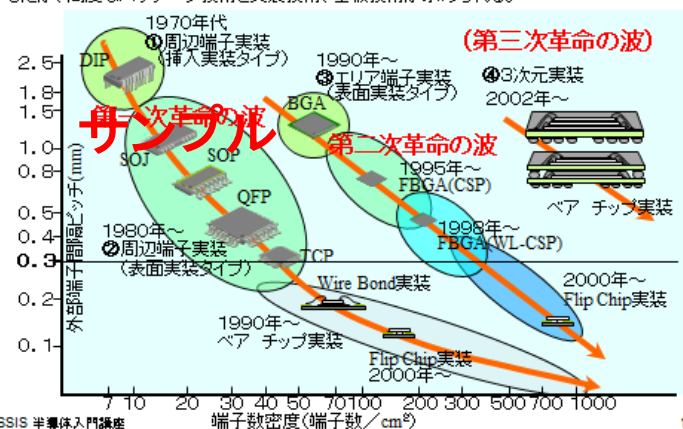 1970年代
①周辺端子実装
(挿入実装タイプ)
DIP
1990年～
③エリア端子実装
(表面実装タイプ)
BGA
(第三次革命の波)
④3次元実装
2002年～
ベア チップ実装
第一次革命の波
サンプル
第二次革命の波
SOJ
SOP
QFP
TCP
1980年～
②周辺端子実装
(表面実装タイプ)
1995年～
FBGA(CSP)
1998年～
FBGA(WL-CSP)
2000年～
Flip Chip実装
Wire Bond実装
1990年～
ベア チップ実装
Flip Chip実装
2000年～
外部端子間隔ピッチ(mm)
2.5
1.8
1.5
1.0
0.8
0.5
0.4
0.3
0.2
0.1
7 10 20 30 40 50 70 100 200 300 500 700 1000
端子数密度(端子数／cm²)
SSIS 半導体入門講座